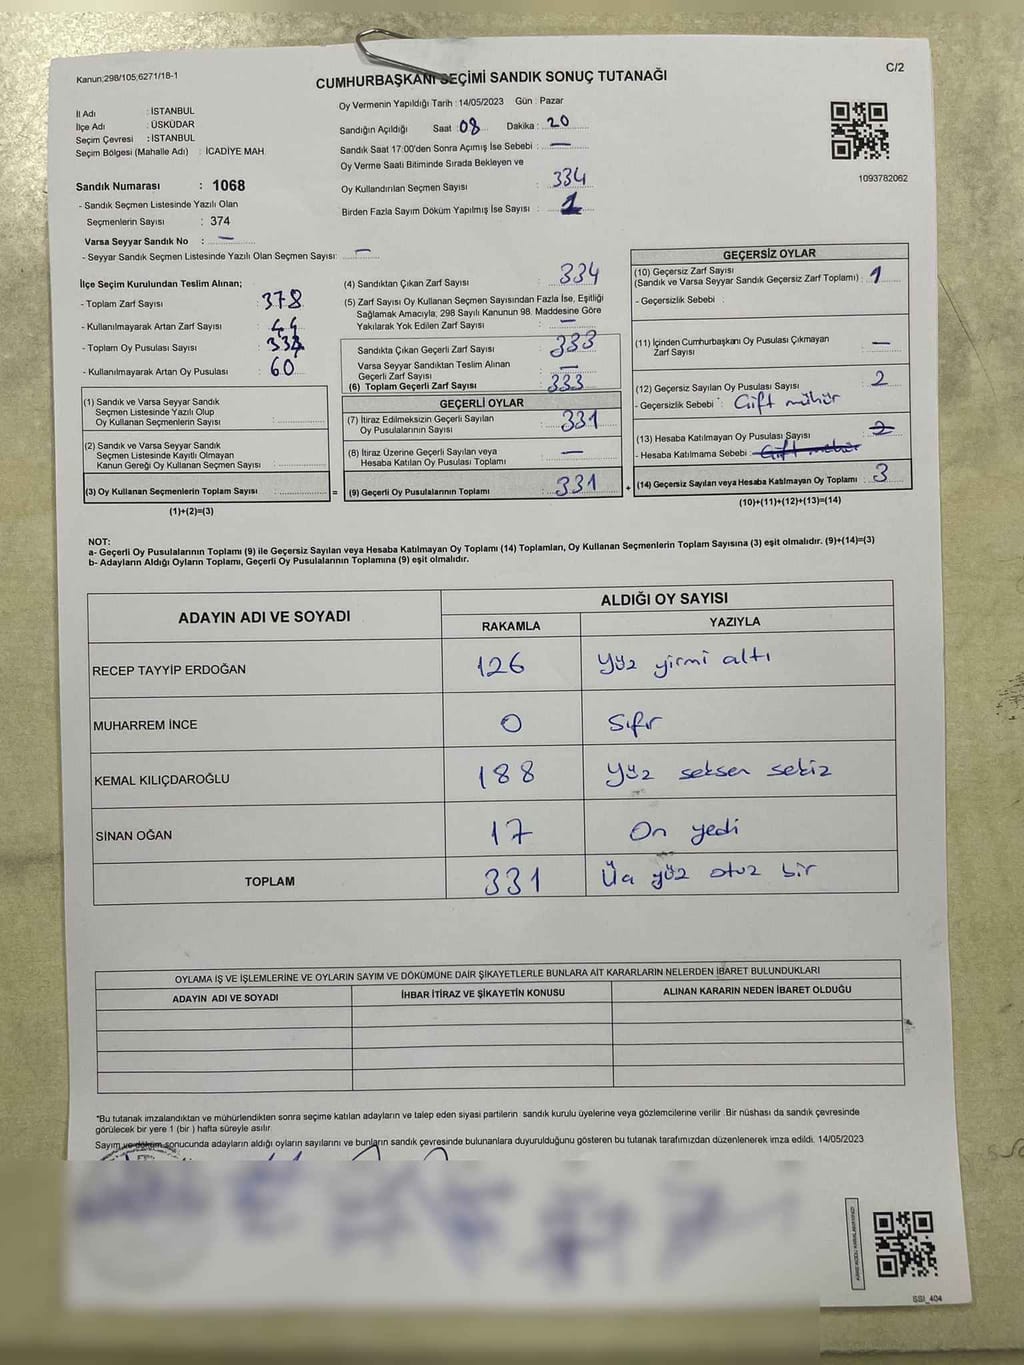 Kanun:298/105;6271/18-1
C/2
CUMHURBAŞKANI SEÇİMİ SANDIK SONUÇ TUTANAĞI
İl Adı : İSTANBUL
İlçe Adı : ÜSKÜDAR
Seçim Çevresi : İSTANBUL
Seçim Bölgesi (Mahalle Adı) : İCADİYE MAH
Oy Vermenin Yapıldığı Tarih : 14/05/2023 Gün : Pazar
Sandığın Açıldığı Saat : 08 Dakika : 20
Sandık Saat 17:00'den Sonra Açımış İse Sebebi : —
Oy Verme Saati Bitiminde Sırada Bekleyen ve
Oy Kullandırılan Seçmen Sayısı : 334
Birden Fazla Sayım Döküm Yapılmış İse Sayısı : 1
1093782062
Sandık Numarası : 1068
- Sandık Seçmen Listesinde Yazılı Olan
Seçmenlerin Sayısı : 374
Varsa Seyyar Sandık No : —
- Seyyar Sandık Seçmen Listesinde Yazılı Olan Seçmen Sayısı: —
İlçe Seçim Kurulundan Teslim Alınan;
- Toplam Zarf Sayısı : 378
- Kullanılmayarak Artan Zarf Sayısı : 44
- Toplam Oy Pusulası Sayısı :
- Kullanılmayarak Artan Oy Pusulası : 60
(1) Sandık ve Varsa Seyyar Sandık
Seçmen Listesinde Yazılı Olup
Oy Kullanan Seçmenlerin Sayısı :
(2) Sandık ve Varsa Seyyar Sandık
Seçmen Listesinde Kayıtlı Olmayan
Kanun Gereği Oy Kullanan Seçmen Sayısı :
(3) Oy Kullanan Seçmenlerin Toplam Sayısı :
(1)+(2)=(3)
(4) Sandıktan Çıkan Zarf Sayısı : 334
(5) Zarf Sayısı Oy Kullanan Seçmen Sayısından Fazla İse, Eşitliği
Sağlamak Amacıyla, 298 Sayılı Kanunun 98. Maddesine Göre
Yakılarak Yok Edilen Zarf Sayısı : —
Sandıkta Çıkan Geçerli Zarf Sayısı : 333
Varsa Seyyar Sandıktan Teslim Alınan
Geçerli Zarf Sayısı : —
(6) Toplam Geçerli Zarf Sayısı : 333
GEÇERLİ OYLAR
(7) İtiraz Edilmeksizin Geçerli Sayılan
Oy Pusulalarının Sayısı : 331
(8) İtiraz Üzerine Geçerli Sayılan veya
Hesaba Katılan Oy Pusulası Toplamı : —
= (9) Geçerli Oy Pusulalarının Toplamı : 331
GEÇERSİZ OYLAR
(10) Geçersiz Zarf Sayısı
(Sandık ve Varsa Seyyar Sandık Geçersiz Zarf Toplamı) : 1
- Geçersizlik Sebebi :
(11) İçinden Cumhurbaşkanı Oy Pusulası Çıkmayan
Zarf Sayısı : —
(12) Geçersiz Sayılan Oy Pusulası Sayısı : 2
- Geçersizlik Sebebi : Çift mühür
(13) Hesaba Katılmayan Oy Pusulası Sayısı : 2
- Hesaba Katılmama Sebebi : Çift mühür
+ (14) Geçersiz Sayılan veya Hesaba Katılmayan Oy Toplamı : 3
(10)+(11)+(12)+(13)=(14)
NOT:
a- Geçerli Oy Pusulalarının Toplamı (9) ile Geçersiz Sayılan veya Hesaba Katılmayan Oy Toplamı (14) Toplamları, Oy Kullanan Seçmenlerin Toplam Sayısına (3) eşit olmalıdır. (9)+(14)=(3)
b- Adayların Aldığı Oyların Toplamı, Geçerli Oy Pusulalarının Toplamına (9) eşit olmalıdır.
ADAYIN ADI VE SOYADI
ALDIĞI OY SAYISI
RAKAMLA YAZIYLA
RECEP TAYYİP ERDOĞAN 126 Yüz yirmi altı
MUHARREM İNCE 0 Sıfır
KEMAL KILIÇDAROĞLU 188 Yüz seksen sekiz
SİNAN OĞAN 17 On yedi
TOPLAM 331 Üç yüz otuz bir
OYLAMA İŞ VE İŞLEMLERİNE VE OYLARIN SAYIM VE DÖKÜMÜNE DAİR ŞİKAYETLERLE BUNLARA AİT KARARLARIN NELERDEN İBARET BULUNDUKLARI
ADAYIN ADI VE SOYADI İHBAR İTİRAZ VE ŞİKAYETİN KONUSU ALINAN KARARIN NEDEN İBARET OLDUĞU
*Bu tutanak imzalandıktan ve mühürlendikten sonra seçime katılan adayların ve talep eden siyasi partilerin sandık kurulu üyelerine veya gözlemcilerine verilir .Bir nüshası da sandık çevresinde
görülecek bir yere 1 (bir ) hafta süreyle asılır.
Sayım ve döküm sonucunda adayların aldığı oyların sayılarını ve bunların sandık çevresinde bulunanlara duyurulduğunu gösteren bu tutanak tarafımızdan düzenlenerek imza edildi. 14/05/2023
SSI_404